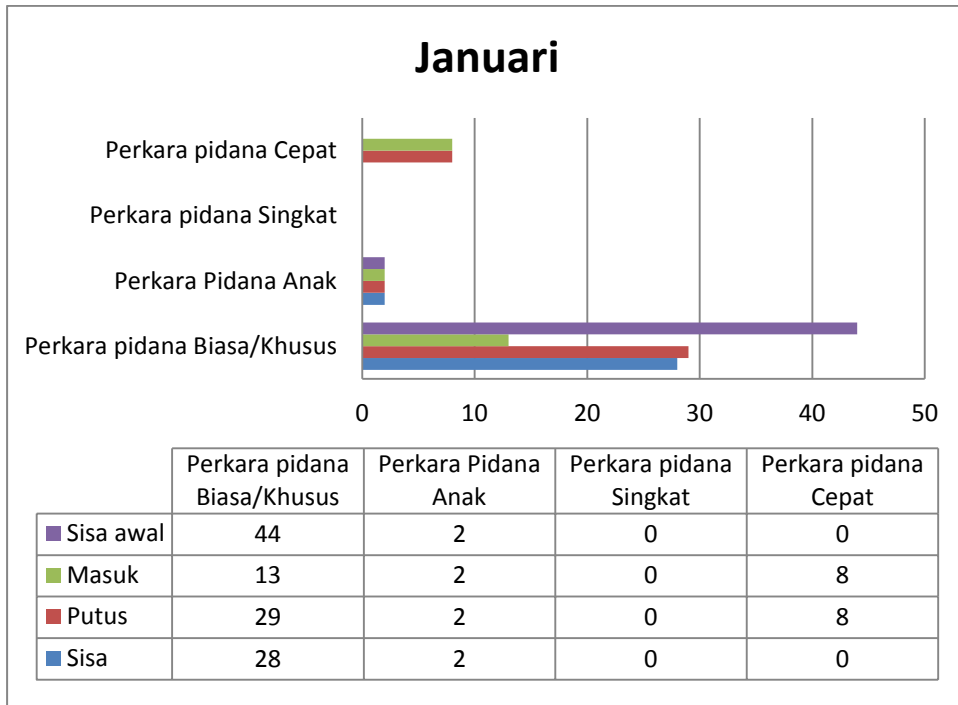 Januari
Perkara pidana Cepat
Perkara pidana Singkat
Perkara Pidana Anak
Perkara pidana Biasa/Khusus
0 10 20 30 40 50
Perkara pidana Biasa/Khusus Perkara Pidana Anak Perkara pidana Singkat Perkara pidana Cepat
Sisa awal 44 2 0 0
Masuk 13 2 0 8
Putus 29 2 0 8
Sisa 28 2 0 0